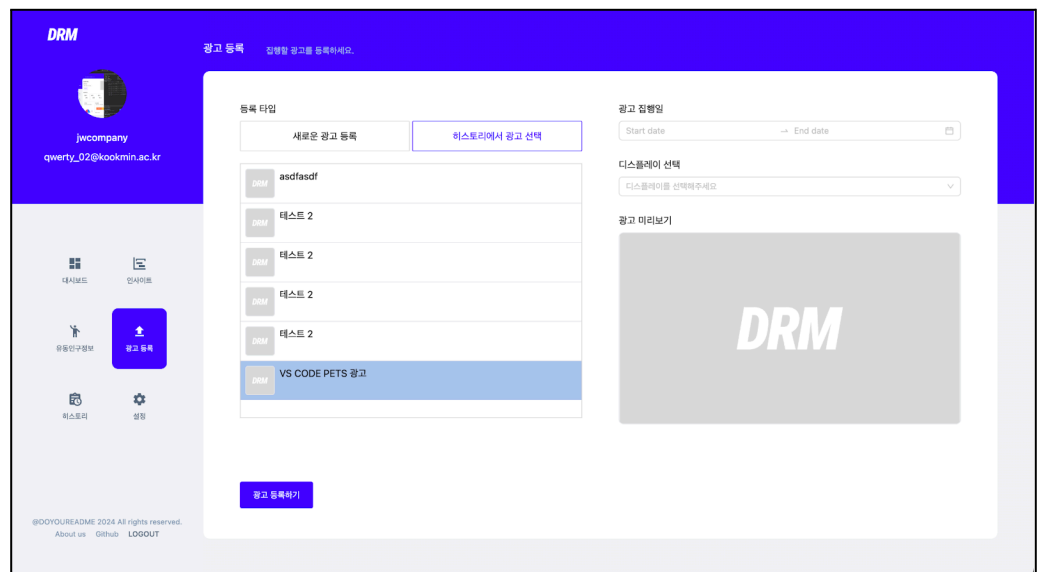 DRM
jwcompany
qwerty_02@kookmin.ac.kr
대시보드
인사이트
유동인구정보
광고 등록
히스토리
설정
@DOYOUREADME 2024 All rights reserved.
About us Github LOGOUT
광고 등록 집행할 광고를 등록하세요.
등록 타입
새로운 광고 등록
히스토리에서 광고 선택
DRM asdfasdf
DRM 테스트 2
DRM 테스트 2
DRM 테스트 2
DRM 테스트 2
DRM VS CODE PETS 광고
광고 등록하기
광고 집행일
Start date → End date
디스플레이 선택
디스플레이를 선택해주세요
광고 미리보기
DRM